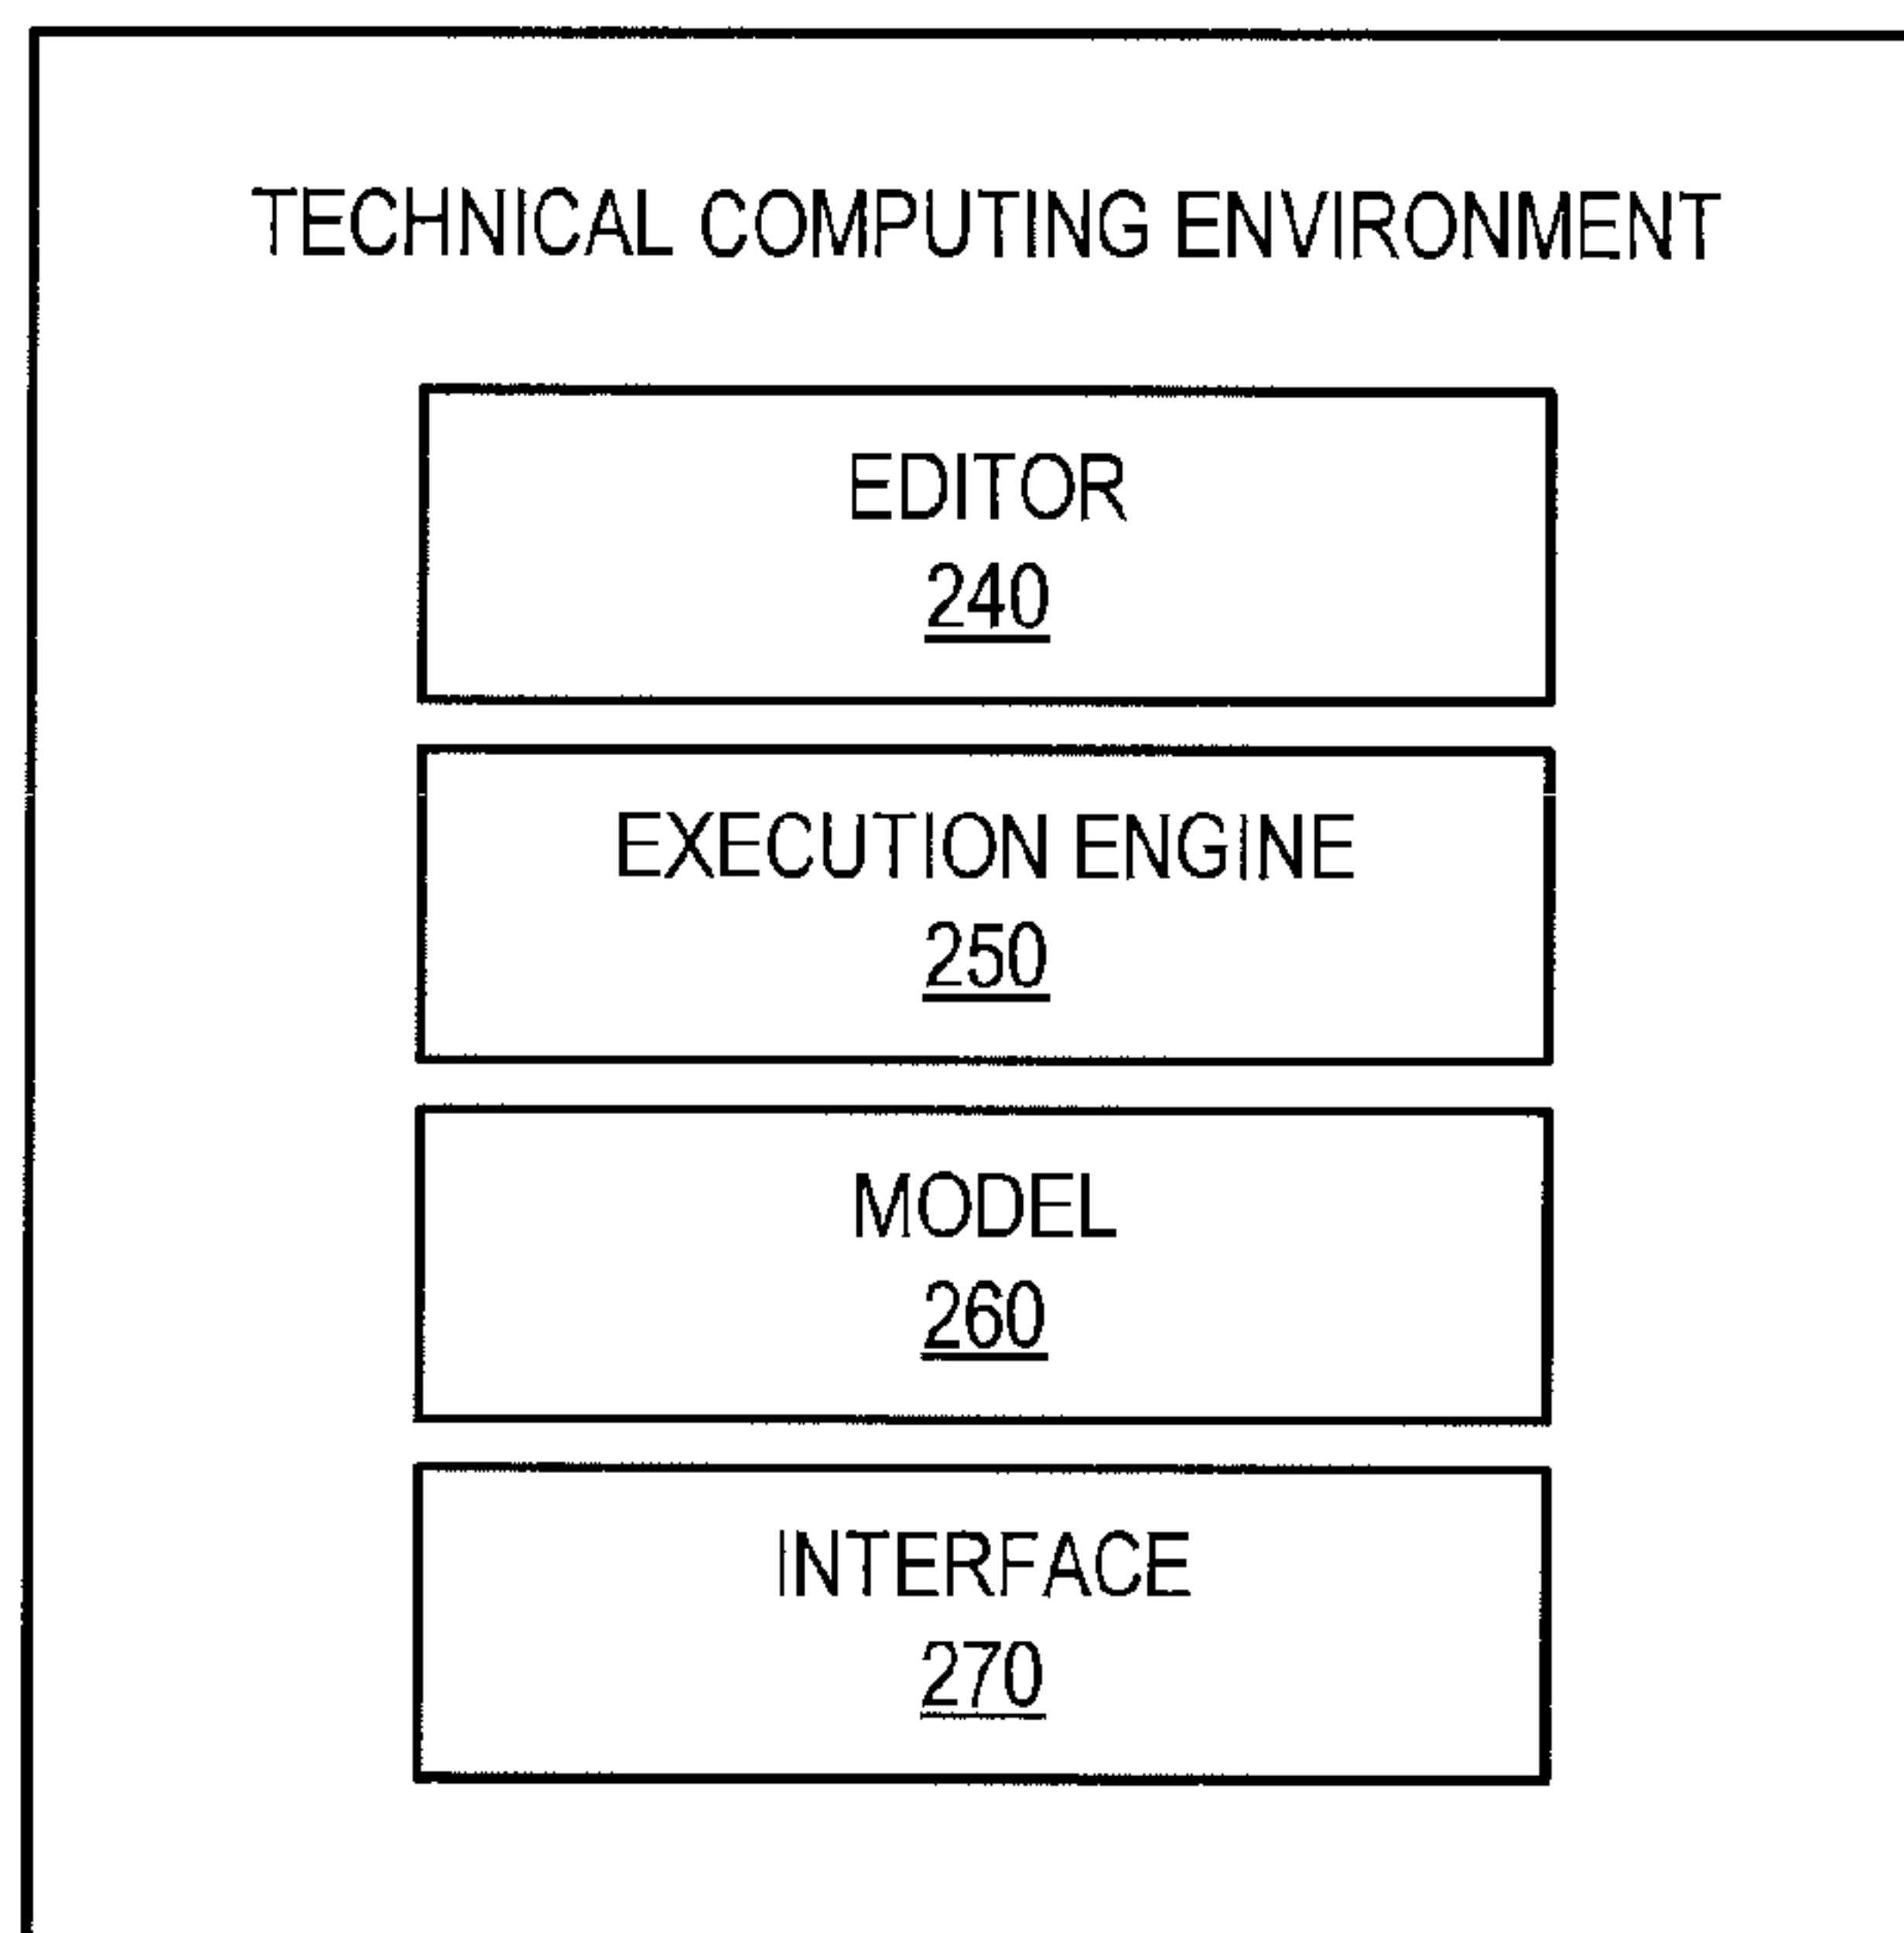 TECHNICAL COMPUTING ENVIRONMENT
EDITOR
240
EXECUTION ENGINE
250
MODEL
260
INTERFACE
270